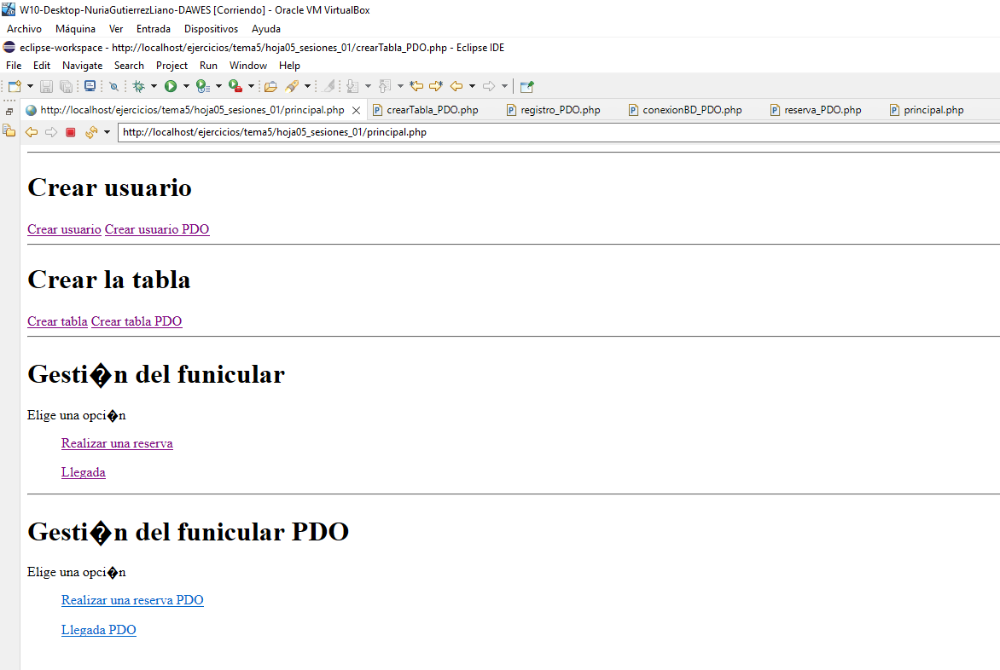 W10-Desktop-NuriaGutierrezLiano-DAWES [Corriendo] - Oracle VM VirtualBox
Archivo Máquina Ver Entrada Dispositivos Ayuda
eclipse-workspace - http://localhost/ejercicios/tema5/hoja05_sesiones_01/crearTabla_PDO.php - Eclipse IDE
File Edit Navigate Search Project Run Window Help
http://localhost/ejercicios/tema5/hoja05_sesiones_01/principal.php crearTabla_PDO.php registro_PDO.php conexionBD_PDO.php reserva_PDO.php principal.php
http://localhost/ejercicios/tema5/hoja05_sesiones_01/principal.php
Crear usuario
Crear usuario Crear usuario PDO
Crear la tabla
Crear tabla Crear tabla PDO
Gesti�n del funicular
Elige una opci�n
Realizar una reserva
Llegada
Gesti�n del funicular PDO
Elige una opci�n
Realizar una reserva PDO
Llegada PDO